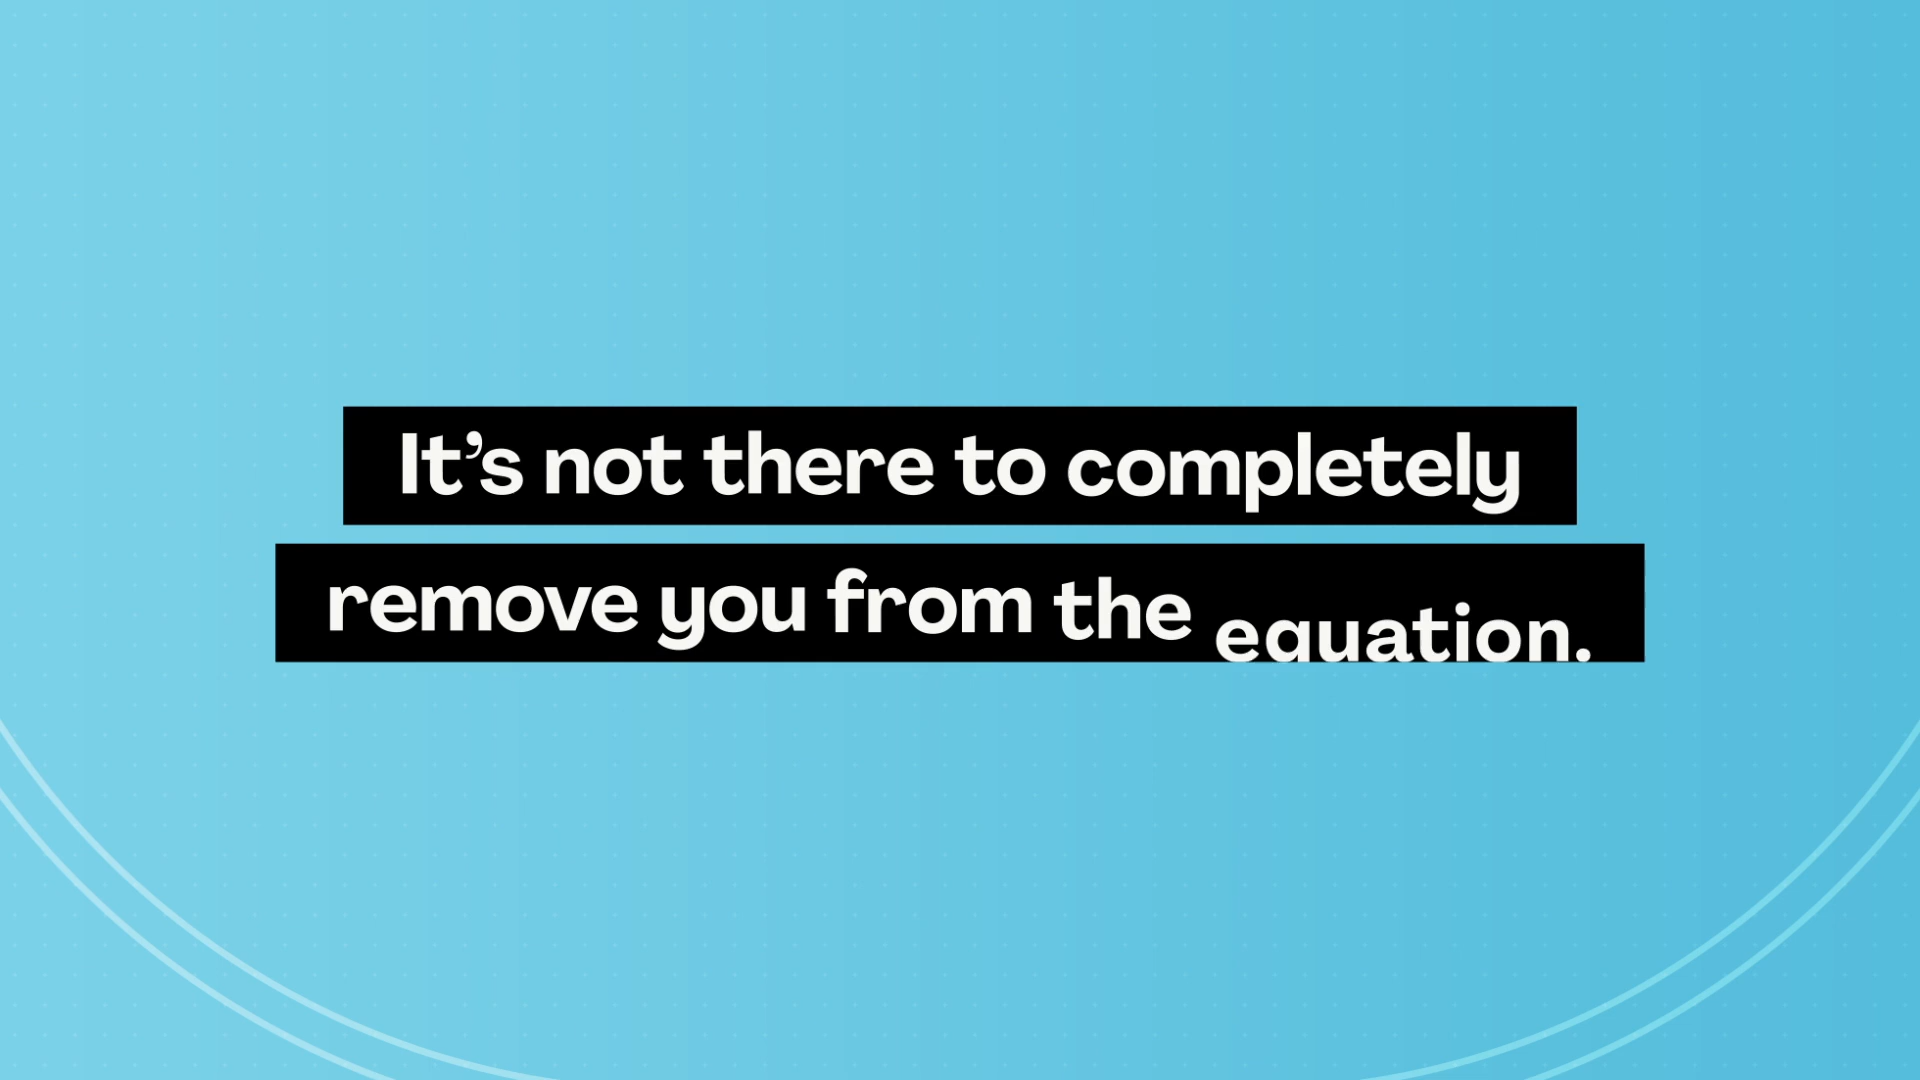 It’s not there to completely
remove you from the equation.